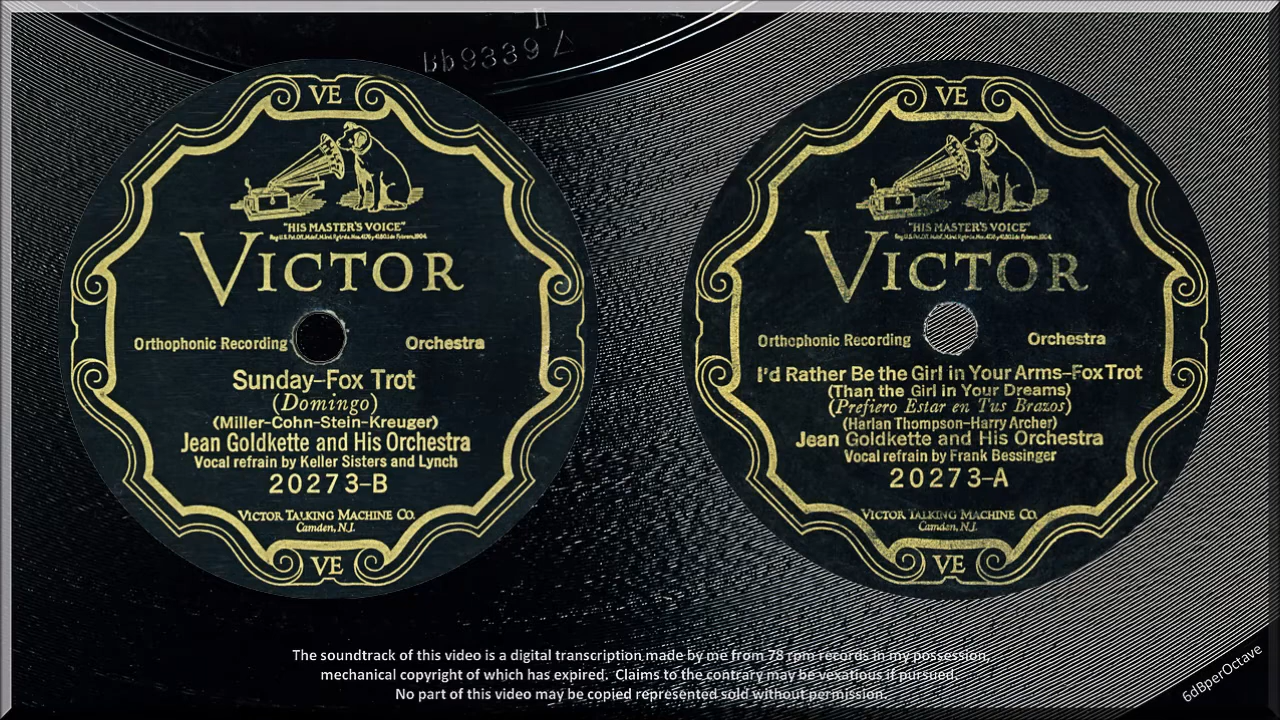 II
Bb9339 △
VE
"HIS MASTER'S VOICE"
VICTOR
Orthophonic Recording Orchestra
Sunday–Fox Trot
(Domingo)
(Miller-Cohn-Stein-Kreuger)
Jean Goldkette and His Orchestra
Vocal refrain by Keller Sisters and Lynch
20273–B
VICTOR TALKING MACHINE CO.
Camden, N.J.
VE
VE
"HIS MASTER'S VOICE"
VICTOR
Orthophonic Recording Orchestra
I'd Rather Be the Girl in Your Arms–Fox Trot
(Than the Girl in Your Dreams)
(Prefiero Estar en Tus Brazos)
(Harlan Thompson-Harry Archer)
Jean Goldkette and His Orchestra
Vocal refrain by Frank Bessinger
20273–A
VICTOR TALKING MACHINE CO.
Camden, N.J.
VE
The soundtrack of this video is a digital transcription made by me from 78 rpm records in my possession,
mechanical copyright of which has expired. Claims to the contrary may be vexatious if pursued.
No part of this video may be copied represented sold without permission.
6dBperOctave